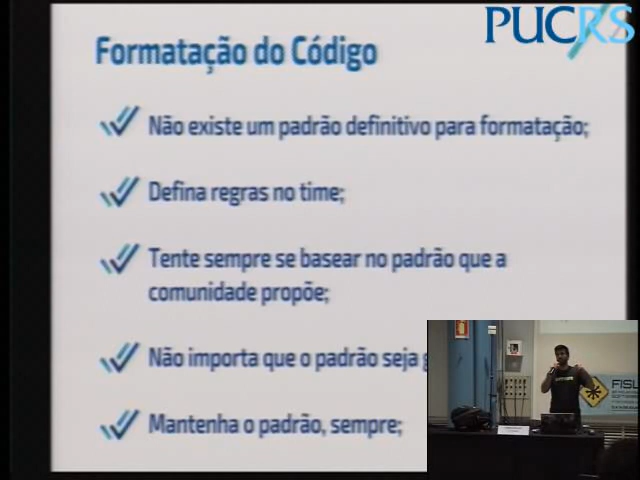 PUCRS
Formatação do Código
Não existe um padrão definitivo para formatação;
Defina regras no time;
Tente sempre se basear no padrão que a
comunidade propõe;
Não importa que o padrão seja
Mantenha o padrão, sempre;
FISL